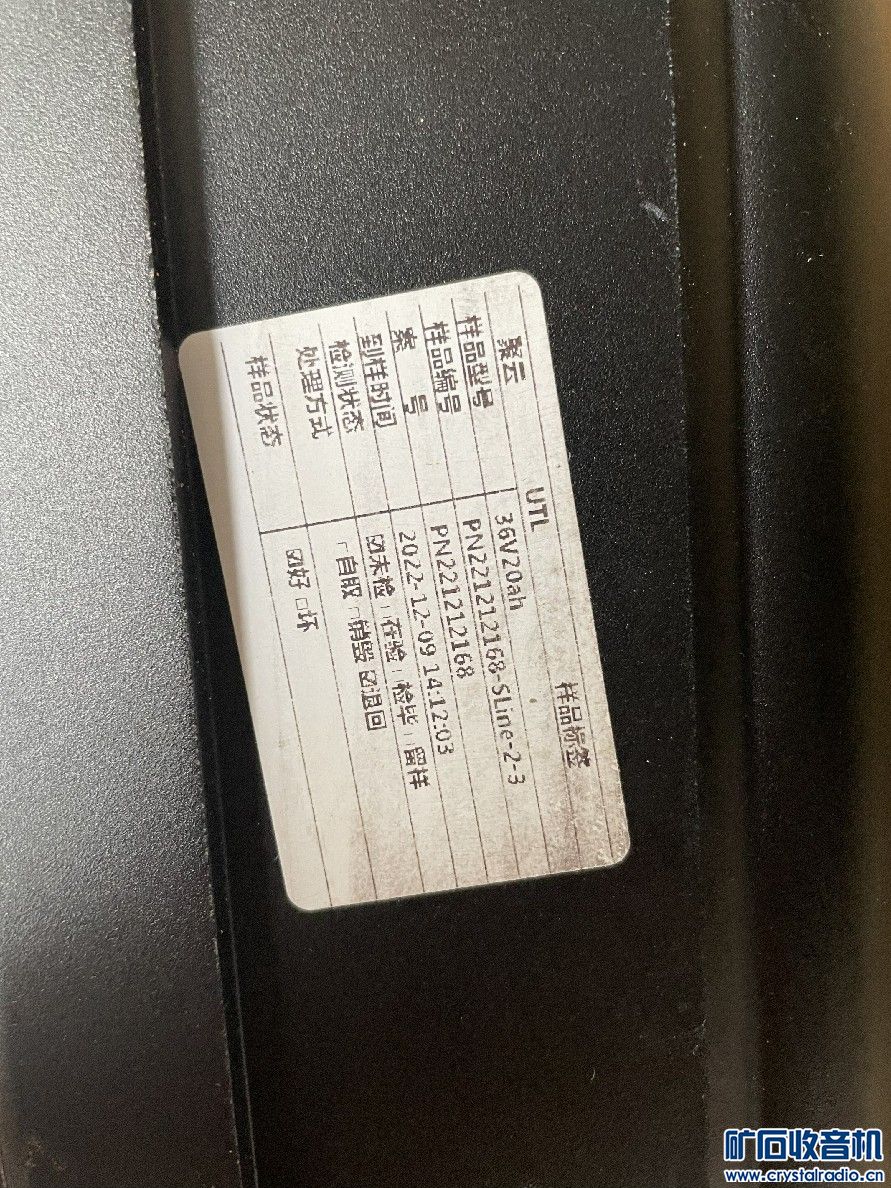 聚云 UTL 样品标签
样品型号 36V20ah
样品编号 PN221212168-SLine-2-3
案 号 PN221212168
到样时间 2022-12-09 14:12:03
检测状态 ☑未检 □在验 □检毕 □留样
处理方式 □自取 □销毁 ☑退回
样品状态 ☑好 □坏
矿石收音机
www.crystalradio.cn